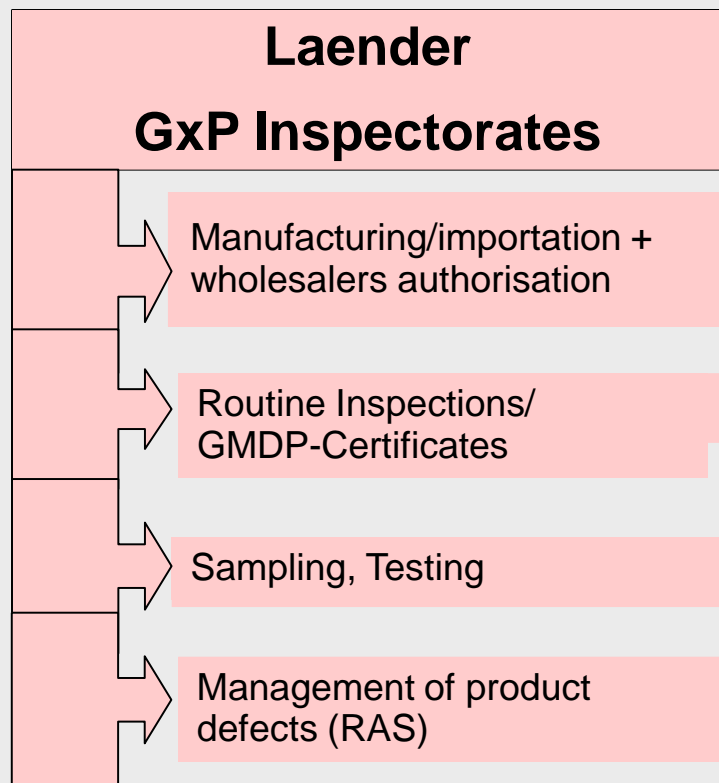 Laender
GxP Inspectorates
Manufacturing/importation +
wholesalers authorisation
Routine Inspections/
GMDP-Certificates
Sampling, Testing
Management of product
defects (RAS)